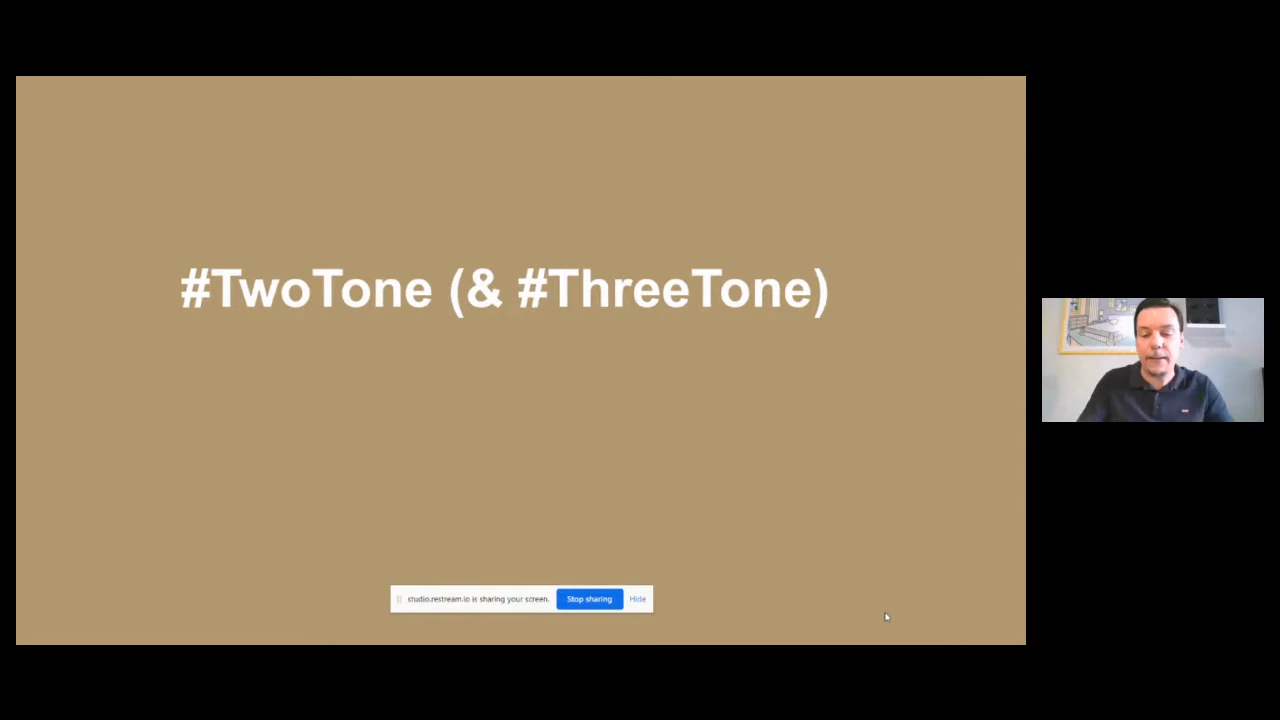 #TwoTone (& #ThreeTone)
studio.restream.io is sharing your screen. Stop sharing Hide